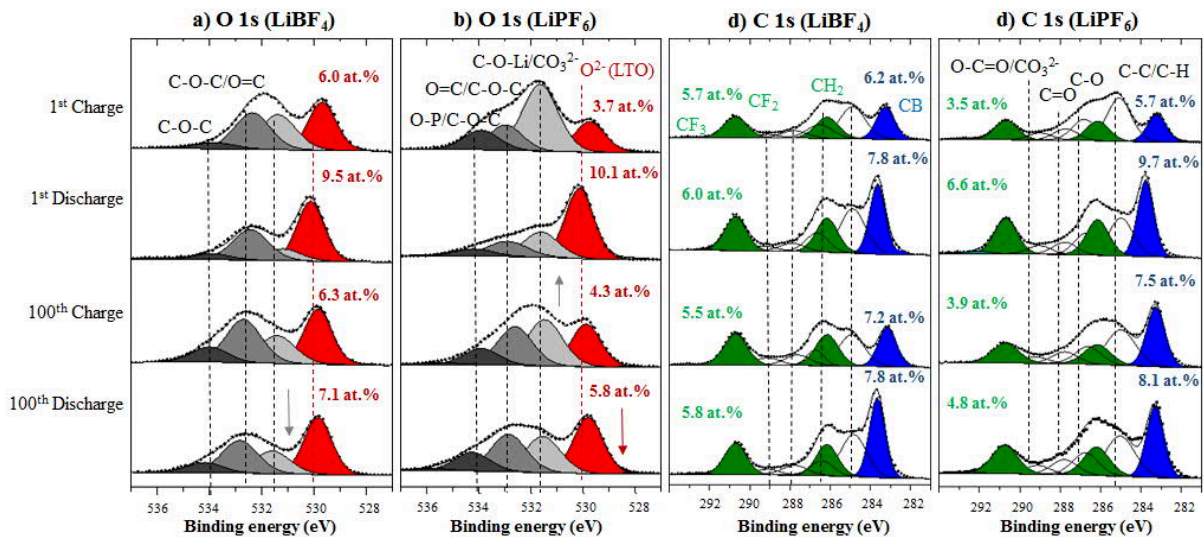 a) O 1s (LiBF4)
b) O 1s (LiPF6)
d) C 1s (LiBF4)
d) C 1s (LiPF6)
1st Charge
1st Discharge
100th Charge
100th Discharge
C-O-C/O=C
6.0 at.%
C-O-C
9.5 at.%
6.3 at.%
7.1 at.%
536 534 532 530 528
Binding energy (eV)
C-O-Li/CO3 2-
O=C/C-O-C
O2- (LTO)
3.7 at.%
O-P/C-O-C
10.1 at.%
4.3 at.%
5.8 at.%
536 534 532 530 528
Binding energy (eV)
6.2 at.%
CH2
5.7 at.%
CF2
CB
CF3
7.8 at.%
6.0 at.%
7.2 at.%
5.5 at.%
7.8 at.%
5.8 at.%
292 290 288 286 284 282
Binding energy (eV)
O-C=O/CO3 2-
C-C/C-H
C-O
C=O
3.5 at.%
5.7 at.%
9.7 at.%
6.6 at.%
7.5 at.%
3.9 at.%
8.1 at.%
4.8 at.%
292 290 288 286 284 282
Binding energy (eV)